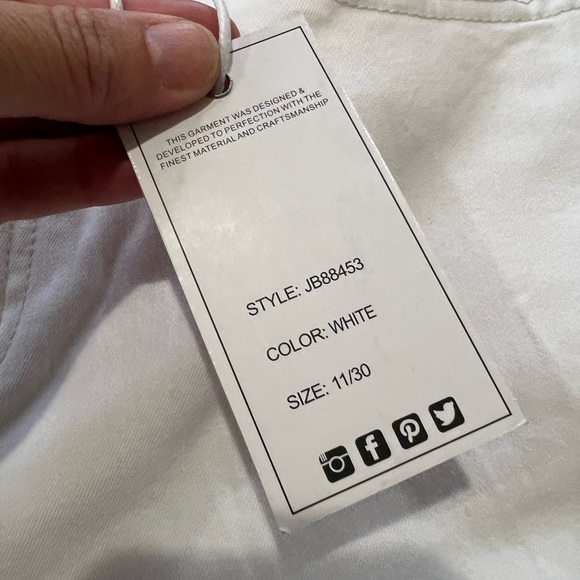 THIS GARMENT WAS DESIGNED &
DEVELOPED TO PERFECTION WITH THE
FINEST MATERIAL AND CRAFTSMANSHIP
STYLE: JB88453
COLOR: WHITE
SIZE: 11/30